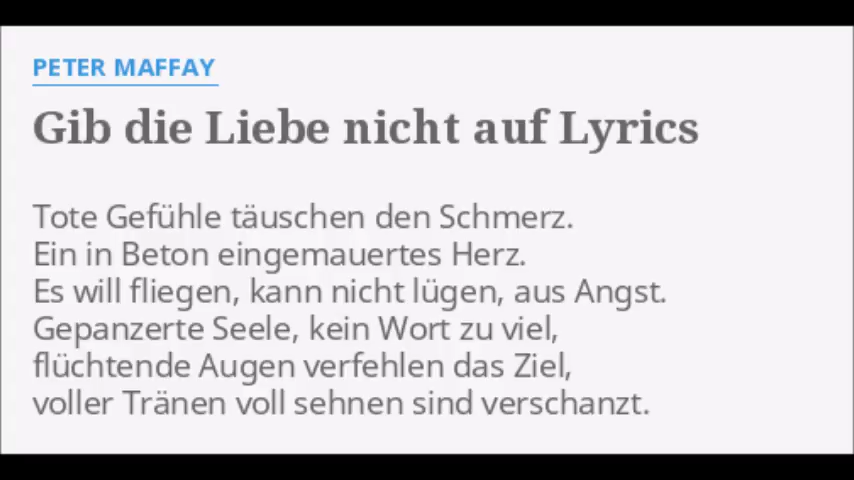 PETER MAFFAY
Gib die Liebe nicht auf Lyrics
Tote Gefühle täuschen den Schmerz.
Ein in Beton eingemauertes Herz.
Es will fliegen, kann nicht lügen, aus Angst.
Gepanzerte Seele, kein Wort zu viel,
flüchtende Augen verfehlen das Ziel,
voller Tränen voll sehnen sind verschanzt.